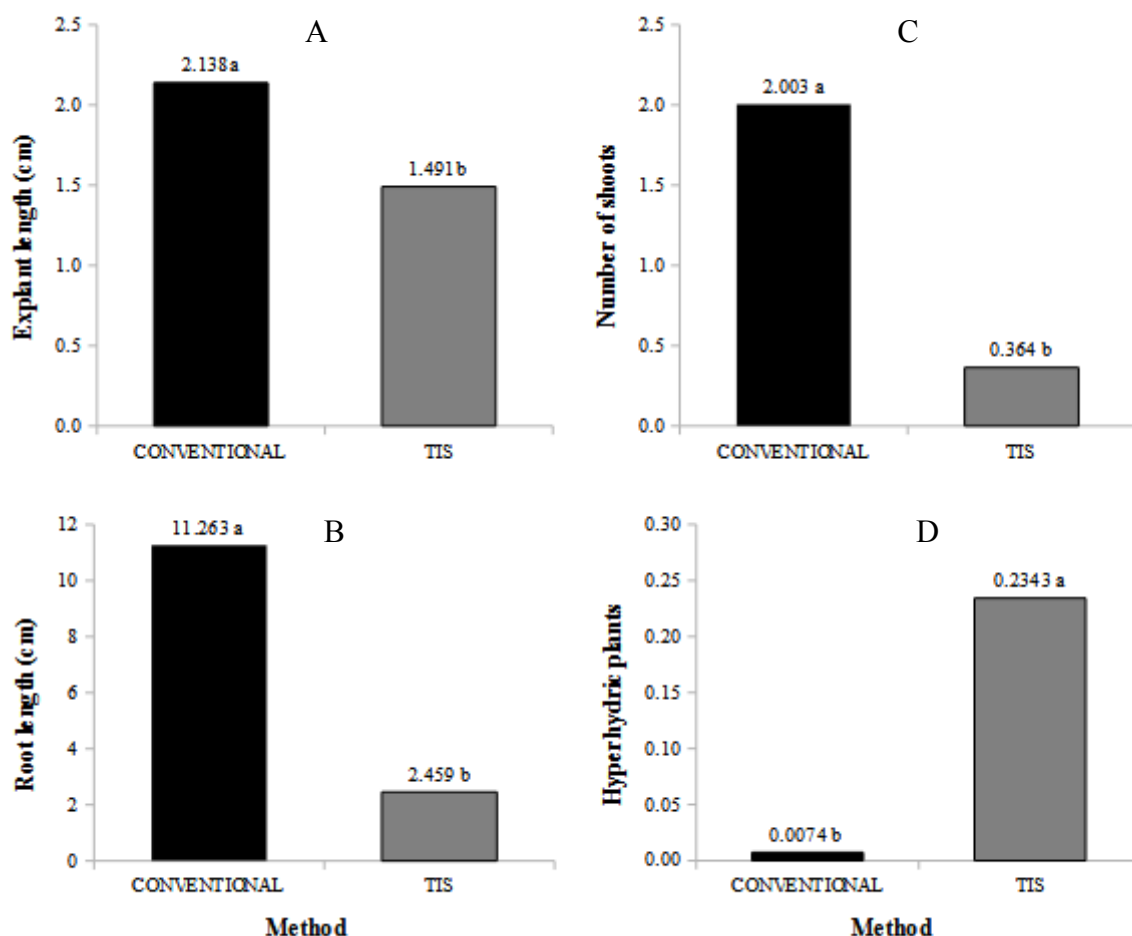 A
2.5
2.0
1.5
1.0
0.5
0.0
Explant length (cm)
2.138a
1.491b
CONVENTIONAL TIS
C
2.5
2.0
1.5
1.0
0.5
0.0
Number of shoots
2.003 a
0.364 b
CONVENTIONAL TIS
B
12
10
8
6
4
2
0
Root length (cm)
11.263 a
2.459 b
CONVENTIONAL TIS
Method
D
0.30
0.25
0.20
0.15
0.10
0.05
0.00
Hyperhydric plants
0.0074 b
0.2343 a
CONVENTIONAL TIS
Method